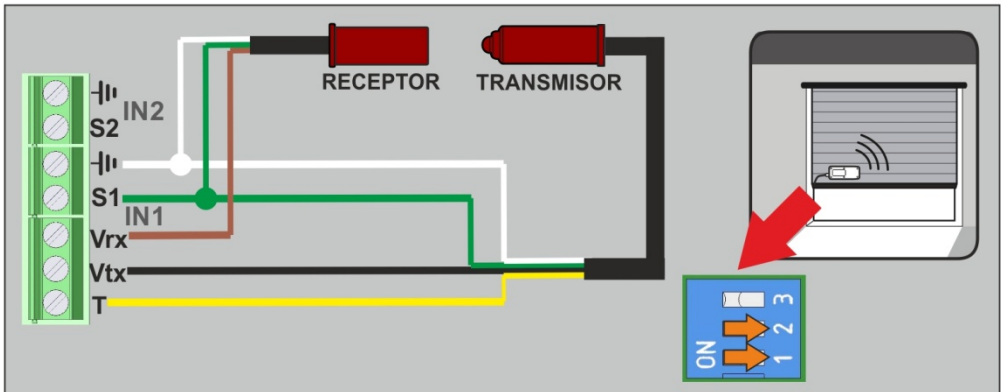 RECEPTOR
TRANSMISOR
IN2
S2
S1
IN1
Vrx
Vtx
T
ON
1
2
3